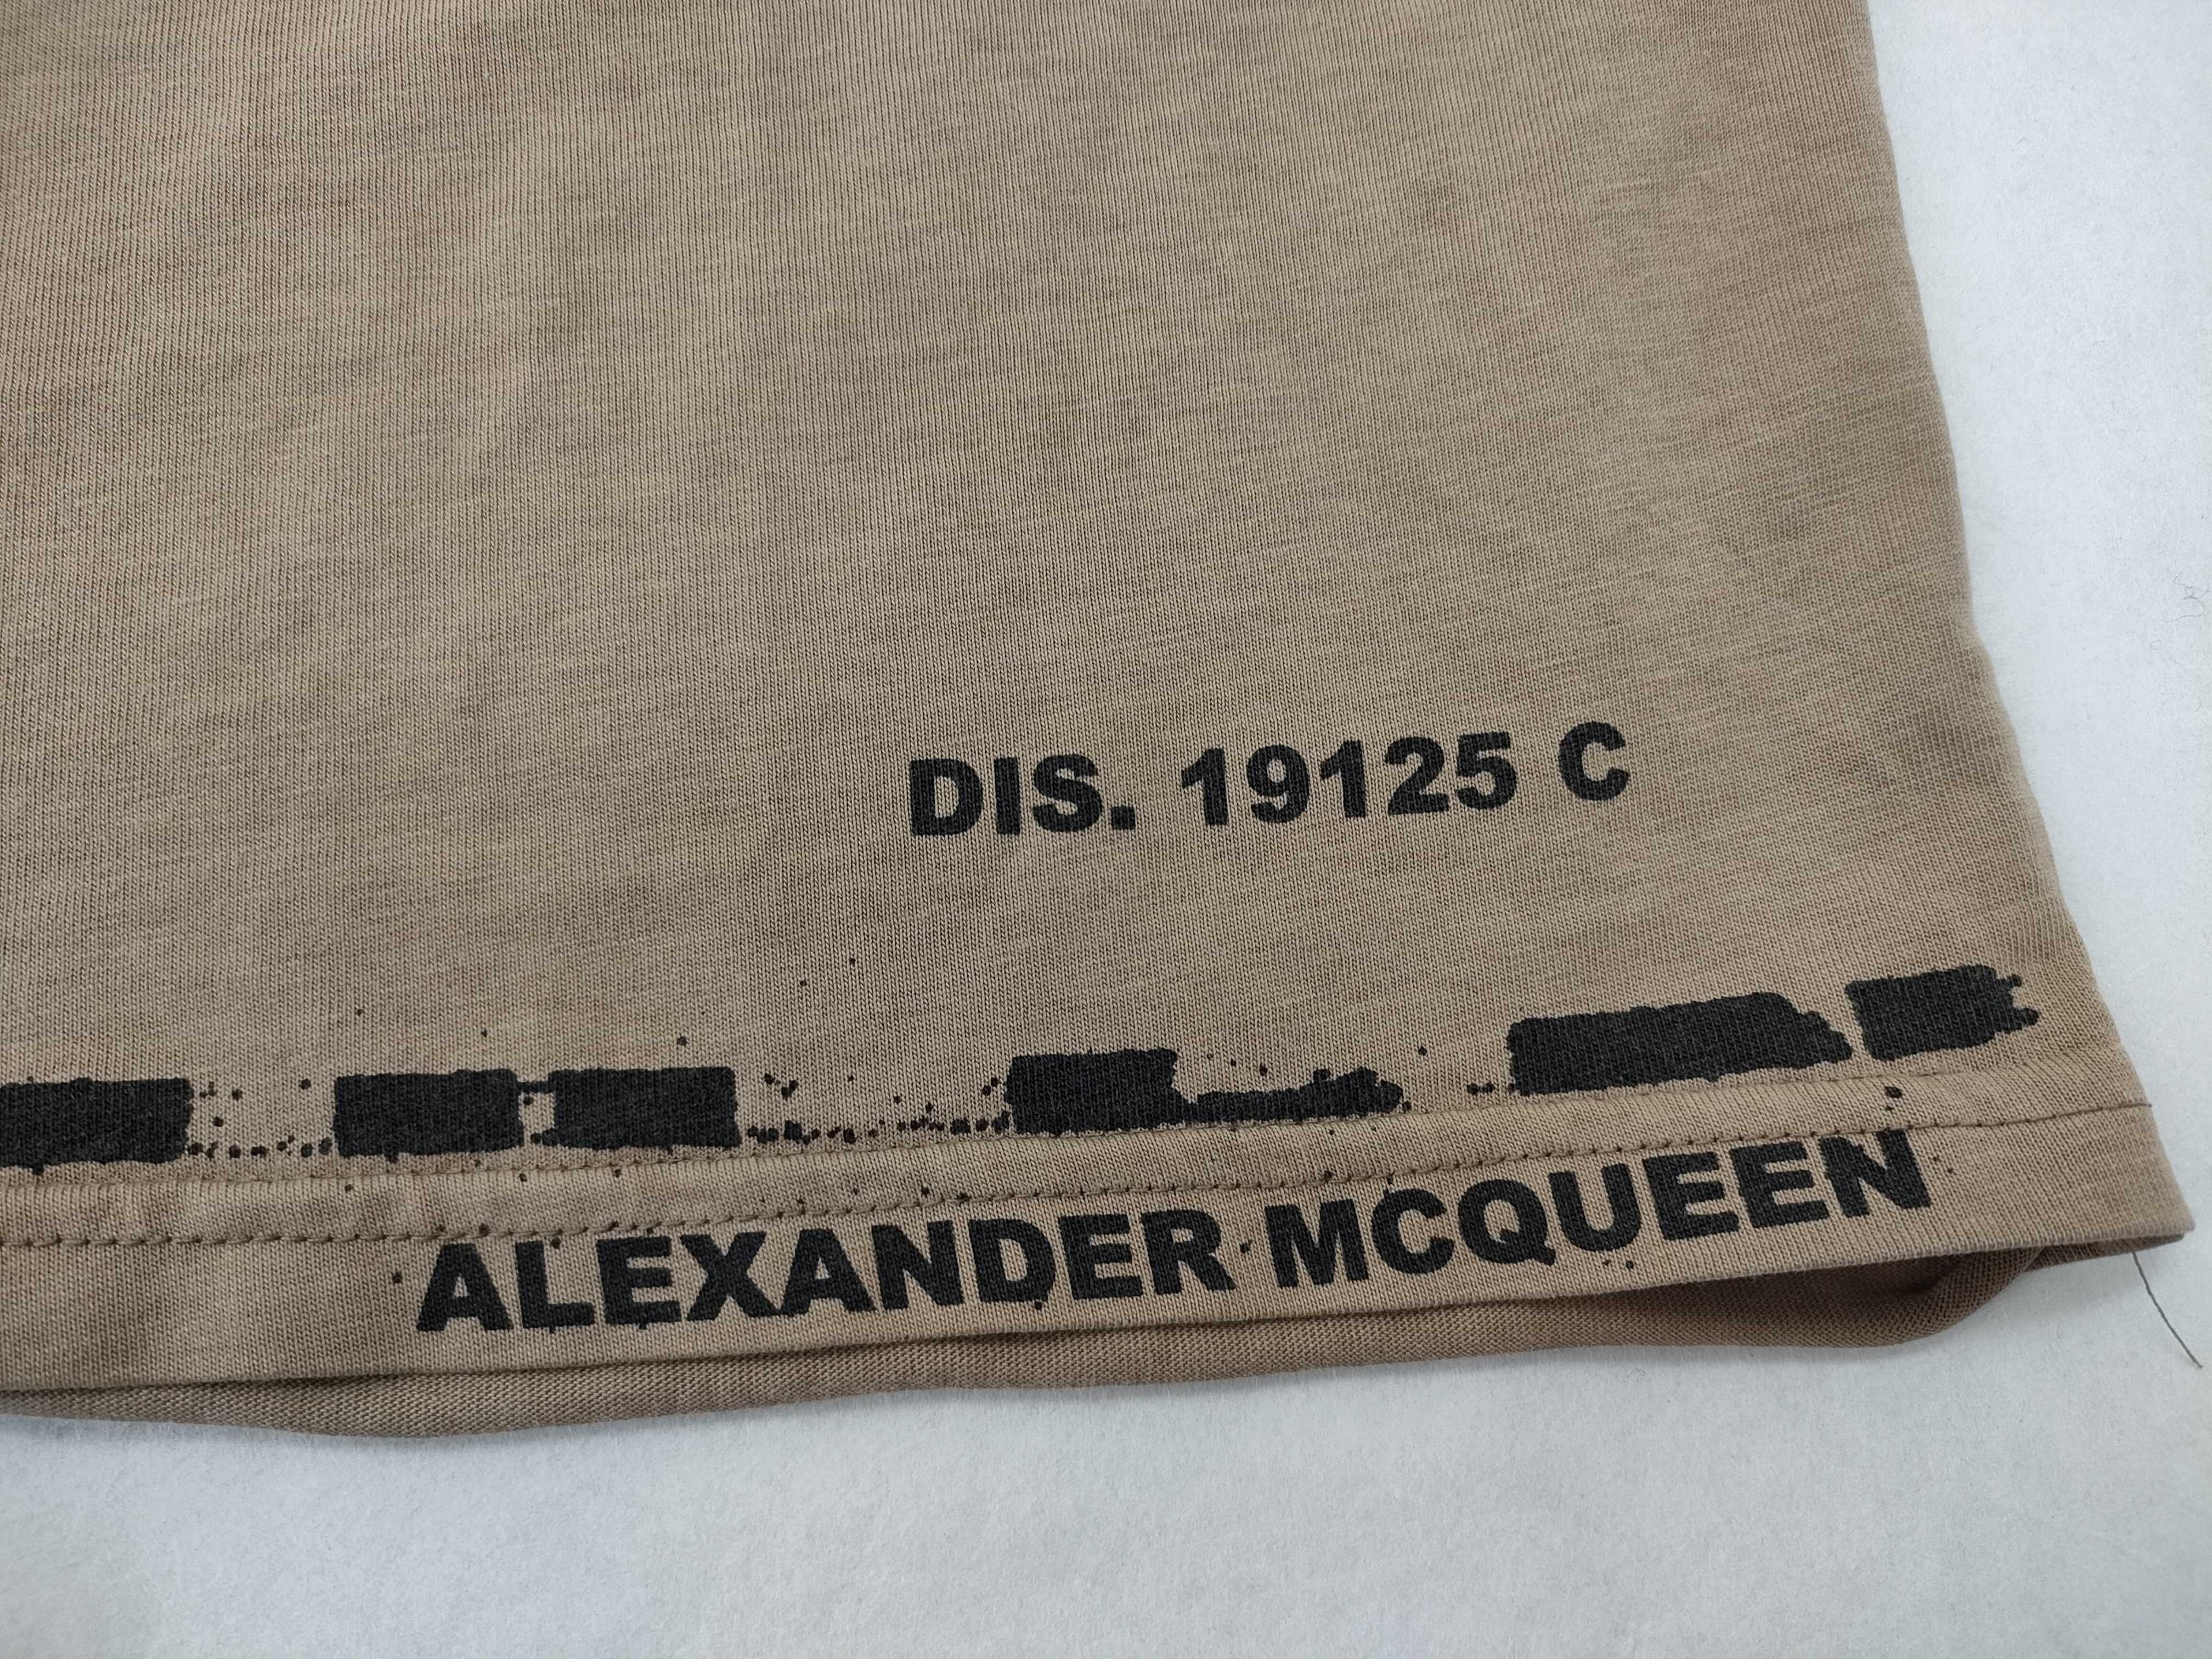 DIS. 19125 C
ALEXANDER MCQUEEN